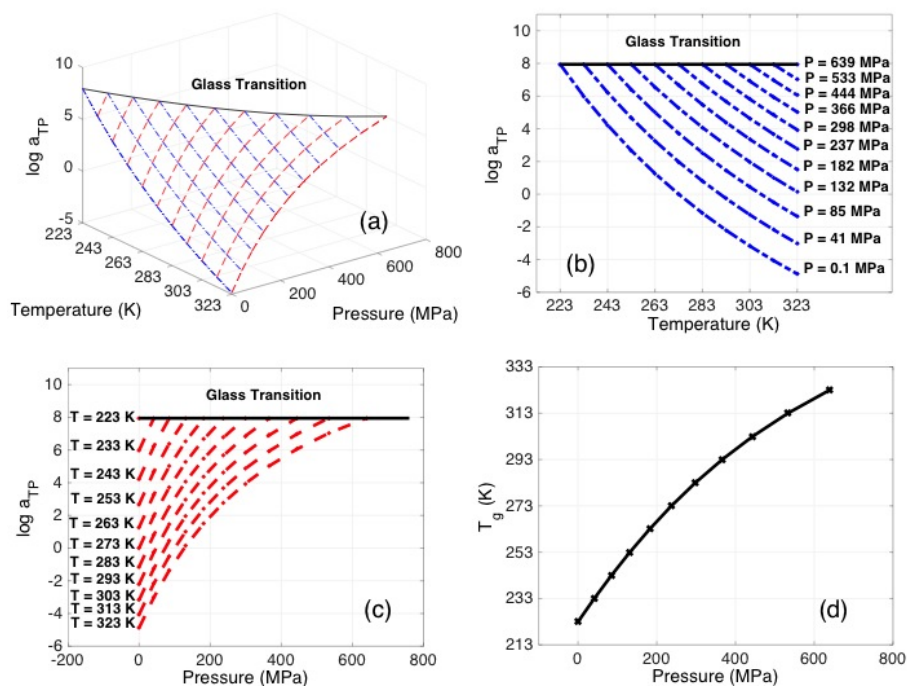 10
Glass Transition
5
log a_TP
0
-5
223
243
263
283
303
323
Temperature (K)
0
200
400
600
800
Pressure (MPa)
(a)
10
Glass Transition
8
6
4
2
0
-2
-4
-6
log a_TP
P = 639 MPa
P = 533 MPa
P = 444 MPa
P = 366 MPa
P = 298 MPa
P = 237 MPa
P = 182 MPa
P = 132 MPa
P = 85 MPa
P = 41 MPa
P = 0.1 MPa
(b)
223 243 263 283 303 323
Temperature (K)
10
Glass Transition
8
6
4
2
0
-2
-4
-6
log a_TP
T = 223 K
T = 233 K
T = 243 K
T = 253 K
T = 263 K
T = 273 K
T = 283 K
T = 293 K
T = 303 K
T = 313 K
T = 323 K
(c)
-200 0 200 400 600 800
Pressure (MPa)
333
313
293
273
253
233
213
T_g (K)
(d)
0 200 400 600 800
Pressure (MPa)